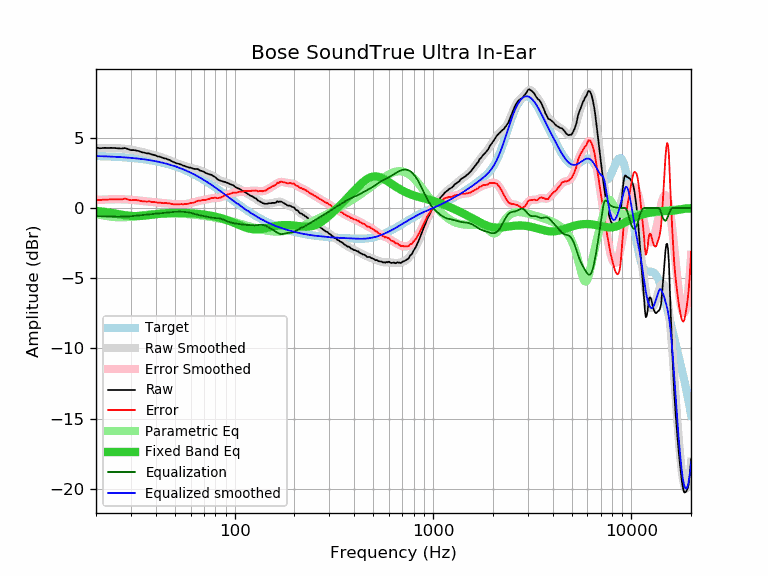 Bose SoundTrue Ultra In-Ear
Amplitude (dBr)
5
0
−5
−10
−15
−20
Target
Raw Smoothed
Error Smoothed
Raw
Error
Parametric Eq
Fixed Band Eq
Equalization
Equalized smoothed
100
1000
10000
Frequency (Hz)